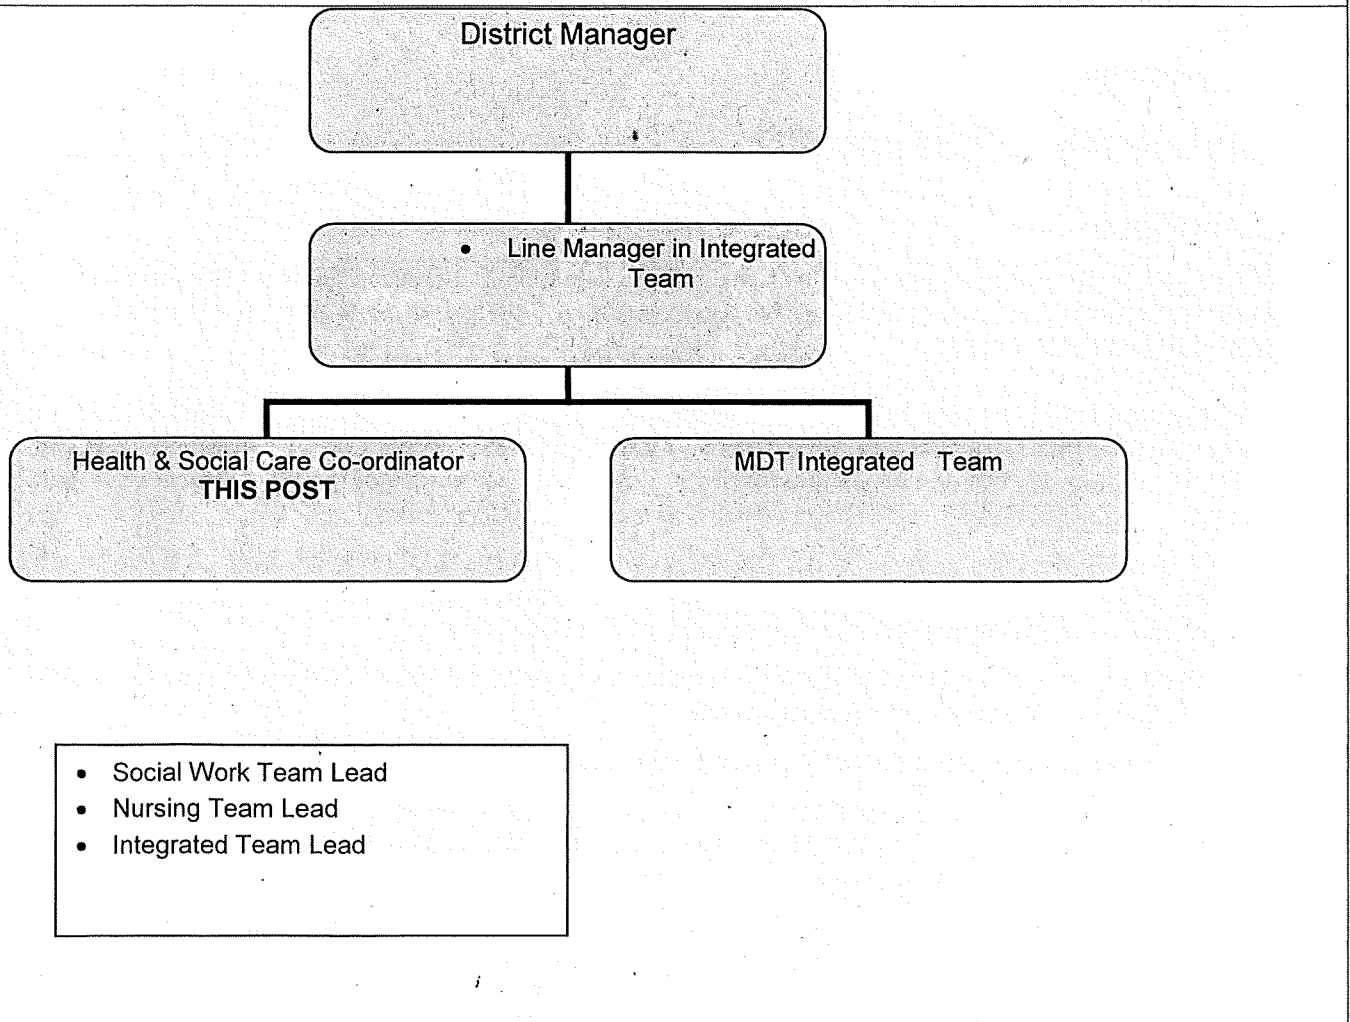 District Manager
• Line Manager in Integrated
Team
Health & Social Care Co-ordinator
THIS POST
MDT Integrated Team
• Social Work Team Lead
• Nursing Team Lead
• Integrated Team Lead